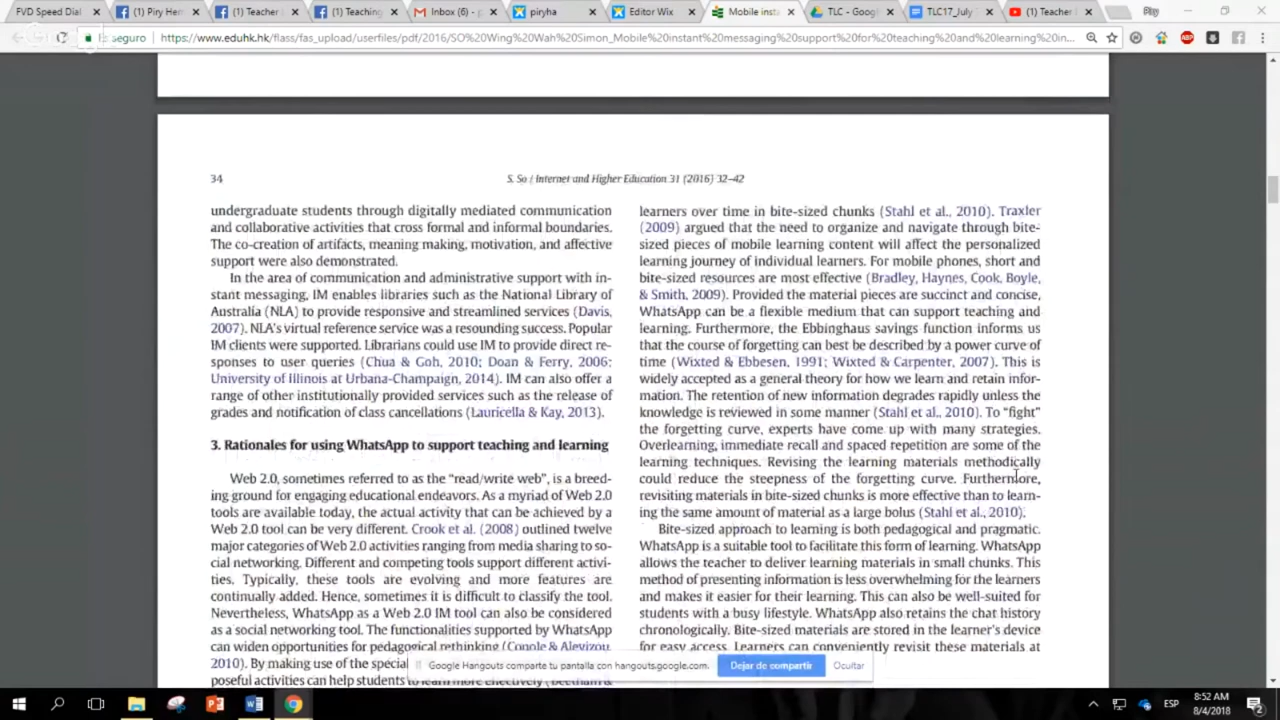 FVD Speed Dial
(1) Piry Her
(1) Teacher
(1) Teaching
Inbox (6) -
piryha
Editor Wix
Mobile inst
TLC - Goog
TLC17_July
(1) Teacher
Piry
seguro
https://www.eduhk.hk/flass/fas_upload/userfiles/pdf/2016/SO%20Wing%20Wah%20Simon_Mobile%20instant%20messaging%20support%20for%20teaching%20and%20learning%20in...
34
S. So / Internet and Higher Education 31 (2016) 32–42
undergraduate students through digitally mediated communication
and collaborative activities that cross formal and informal boundaries.
The co-creation of artifacts, meaning making, motivation, and affective
support were also demonstrated.
In the area of communication and administrative support with in-
stant messaging, IM enables libraries such as the National Library of
Australia (NLA) to provide responsive and streamlined services (Davis,
2007). NLA's virtual reference service was a resounding success. Popular
IM clients were supported. Librarians could use IM to provide direct re-
sponses to user queries (Chua & Goh, 2010; Doan & Ferry, 2006;
University of Illinois at Urbana-Champaign, 2014). IM can also offer a
range of other institutionally provided services such as the release of
grades and notification of class cancellations (Lauricella & Kay, 2013).
3. Rationales for using WhatsApp to support teaching and learning
Web 2.0, sometimes referred to as the "read/write web", is a breed-
ing ground for engaging educational endeavors. As a myriad of Web 2.0
tools are available today, the actual activity that can be achieved by a
Web 2.0 tool can be very different. Crook et al. (2008) outlined twelve
major categories of Web 2.0 activities ranging from media sharing to so-
cial networking. Different and competing tools support different activi-
ties. Typically, these tools are evolving and more features are
continually added. Hence, sometimes it is difficult to classify the tool.
Nevertheless, WhatsApp as a Web 2.0 IM tool can also be considered
as a social networking tool. The functionalities supported by WhatsApp
can widen opportunities for pedagogical rethinking (Conole & Alevizou,
2010). By making use of the special
poseful activities can help students to learn more effectively (Beetham &
learners over time in bite-sized chunks (Stahl et al., 2010). Traxler
(2009) argued that the need to organize and navigate through bite-
sized pieces of mobile learning content will affect the personalized
learning journey of individual learners. For mobile phones, short and
bite-sized resources are most effective (Bradley, Haynes, Cook, Boyle,
& Smith, 2009). Provided the material pieces are succinct and concise,
WhatsApp can be a flexible medium that can support teaching and
learning. Furthermore, the Ebbinghaus savings function informs us
that the course of forgetting can best be described by a power curve of
time (Wixted & Ebbesen, 1991; Wixted & Carpenter, 2007). This is
widely accepted as a general theory for how we learn and retain infor-
mation. The retention of new information degrades rapidly unless the
knowledge is reviewed in some manner (Stahl et al., 2010). To "fight"
the forgetting curve, experts have come up with many strategies.
Overlearning, immediate recall and spaced repetition are some of the
learning techniques. Revising the learning materials methodically
could reduce the steepness of the forgetting curve. Furthermore,
revisiting materials in bite-sized chunks is more effective than to learn-
ing the same amount of material as a large bolus (Stahl et al., 2010).
Bite-sized approach to learning is both pedagogical and pragmatic.
WhatsApp is a suitable tool to facilitate this form of learning. WhatsApp
allows the teacher to deliver learning materials in small chunks. This
method of presenting information is less overwhelming for the learners
and makes it easier for their learning. This can also be well-suited for
students with a busy lifestyle. WhatsApp also retains the chat history
chronologically. Bite-sized materials are stored in the learner's device
for easy access. Learners can conveniently revisit these materials at
Google Hangouts comparte tu pantalla con hangouts.google.com.
Dejar de compartir
Ocultar
ESP
8:52 AM
8/4/2018